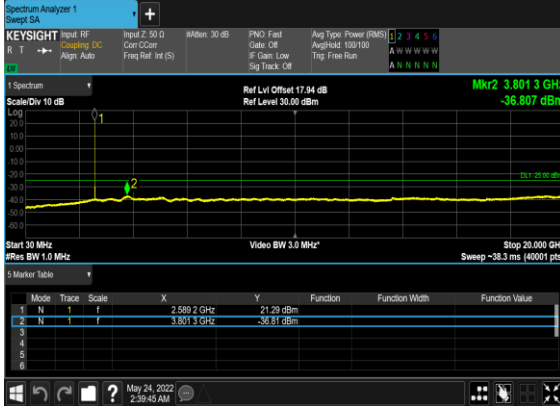 Spectrum Analyzer 1
Swept SA
+
KEYSIGHT Input: RF Input Z: 50 Ω #Atten: 30 dB PNO: Fast Avg Type: Power (RMS) 1 2 3 4 5 6
R T Coupling: DC Corr CCorr Gate: Off Avg|Hold: 100/100 A W W W W W
Align: Auto Freq Ref: Int (S) IF Gain: Low Trig: Free Run
Sig Track: Off A N N N N N
LU
1 Spectrum
Scale/Div 10 dB
Ref Lvl Offset 17.94 dB
Ref Level 30.00 dBm
Mkr2 3.801 3 GHz
-36.807 dBm
Log
20.0
10.0
0.00
-10.0
-20.0
-30.0
-40.0
-50.0
-60.0
1
2
DL1 -25.00 dBm
Start 30 MHz Video BW 3.0 MHz* Stop 20.000 GH
#Res BW 1.0 MHz Sweep ~38.3 ms (40001 pts
5 Marker Table
Mode Trace Scale X Y Function Function Width Function Value
1 N 1 f 2.589 2 GHz 21.29 dBm
2 N 1 f 3.801 3 GHz -36.81 dBm
3
4
5
6
?
May 24, 2022
2:39:45 AM